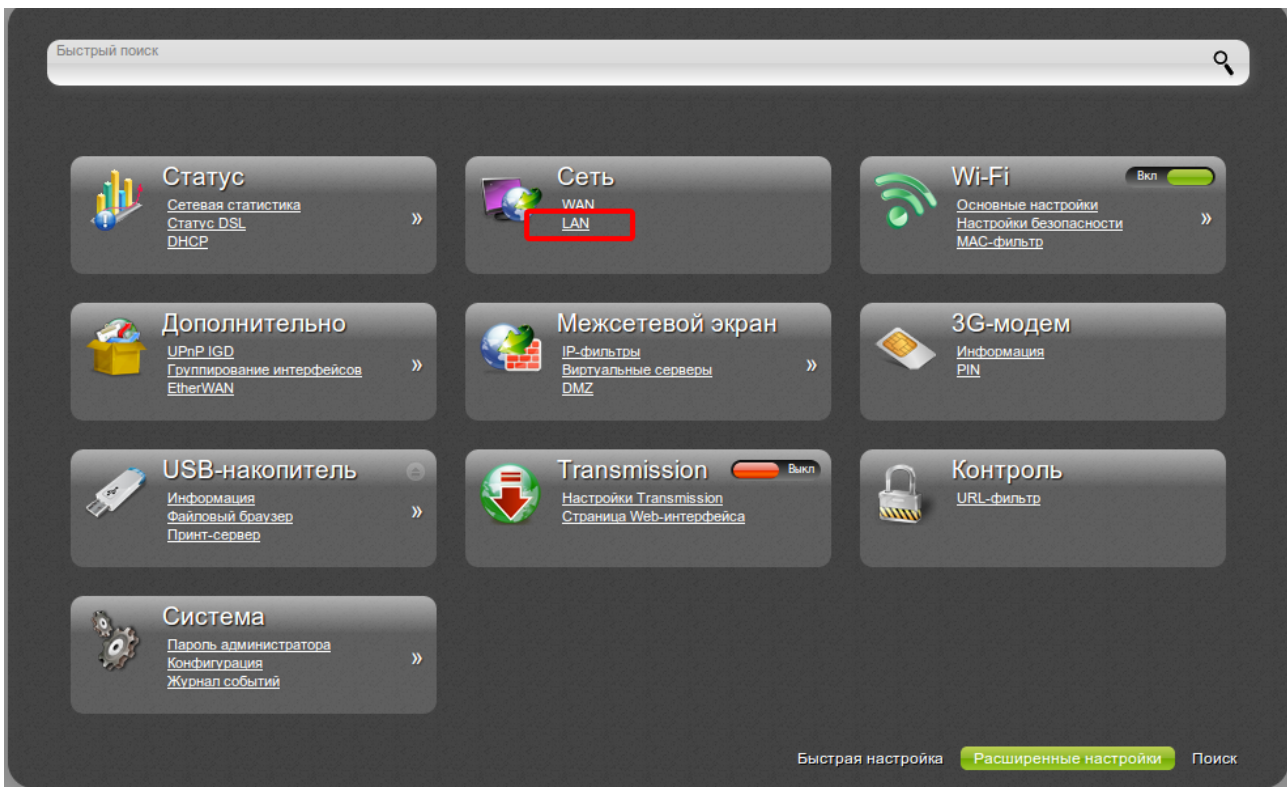 Быстрый поиск
Статус
Сетевая статистика
Статус DSL
DHCP
»
Сеть
WAN
LAN
Wi-Fi
Вкл
Основные настройки
Настройки безопасности
MAC-фильтр
»
Дополнительно
UPnP IGD
Группирование интерфейсов
EtherWAN
»
Межсетевой экран
IP-фильтры
Виртуальные серверы
DMZ
»
3G-модем
Информация
PIN
USB-накопитель
Информация
Файловый браузер
Принт-сервер
»
Transmission
Выкл
Настройки Transmission
Страница Web-интерфейса
Контроль
URL-фильтр
Система
Пароль администратора
Конфигурация
Журнал событий
»
Быстрая настройка
Расширенные настройки
Поиск